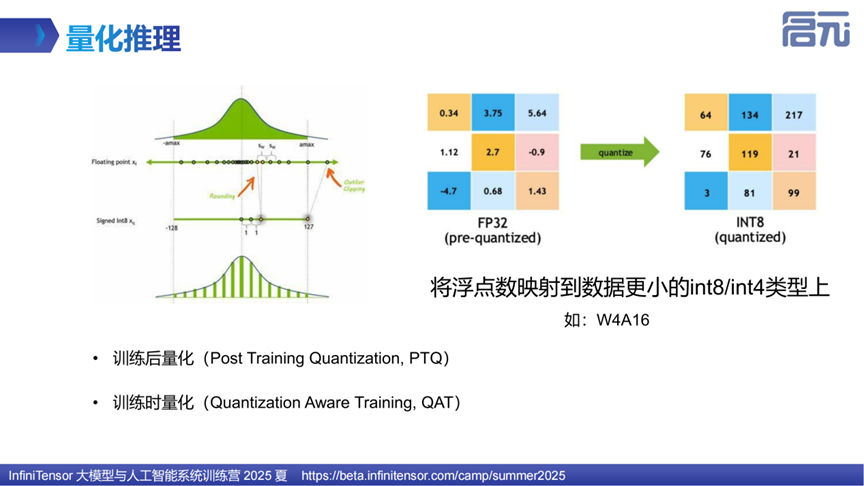 量化推理
启元
-amax
sw sw
amax
Floating point xf
Rounding
Outlier
Clipping
Signed Int8 xq
-128
1 1
127
0.34 3.75 5.64
1.12 2.7 -0.9
-4.7 0.68 1.43
FP32
(pre-quantized)
quantize
64 134 217
76 119 21
3 81 99
INT8
(quantized)
将浮点数映射到数据更小的int8/int4类型上
如：W4A16
• 训练后量化（Post Training Quantization, PTQ）
• 训练时量化（Quantization Aware Training, QAT）
InfiniTensor 大模型与人工智能系统训练营 2025 夏 https://beta.infinitensor.com/camp/summer2025